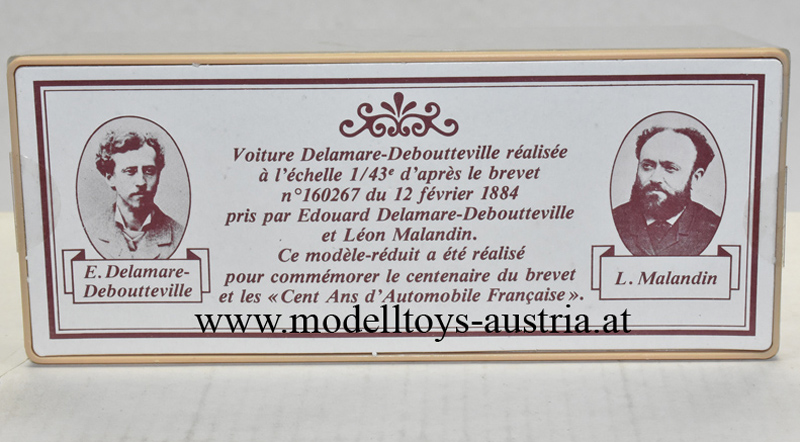 Voiture Delamare-Deboutteville réalisée
à l'échelle 1/43e d'après le brevet
n°160267 du 12 février 1884
pris par Edouard Delamare-Deboutteville
et Léon Malandin.
Ce modèle-réduit a été réalisé
pour commémorer le centenaire du brevet
et les « Cent Ans d'Automobile Française ».
E. Delamare-
Deboutteville
L. Malandin
www.modelltoys-austria.at